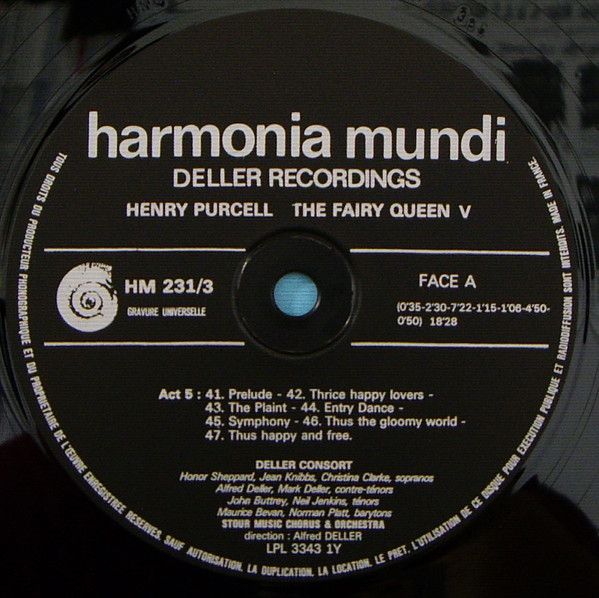 harmonia mundi
DELLER RECORDINGS
HENRY PURCELL THE FAIRY QUEEN V
HM 231/3
GRAVURE UNIVERSELLE
FACE A
(0'35-2'30-7'22-1'15-1'06-4'50-
0'50) 18'28
Act 5 : 41. Prelude - 42. Thrice happy lovers -
43. The Plaint - 44. Entry Dance -
45. Symphony - 46. Thus the gloomy world -
47. Thus happy and free.
DELLER CONSORT
Honor Sheppard, Jean Knibbs, Christina Clarke, sopranos
Alfred Deller, Mark Deller, contre-ténors
John Buttrey, Neil Jenkins, ténors
Maurice Bevan, Norman Platt, barytons
STOUR MUSIC CHORUS & ORCHESTRA
direction : Alfred DELLER
LPL 3343 1Y
TOUS DROITS DU PRODUCTEUR PHONOGRAPHIQUE ET DU PROPRIETAIRE DE L'ŒUVRE ENREGISTREE RESERVES. SAUF AUTORISATION, LA DUPLICATION, LA LOCATION, LE PRET, L'UTILISATION DE CE DISQUE POUR EXECUTION PUBLIQUE ET RADIODIFFUSION SONT INTERDITS. MADE IN FRANCE.